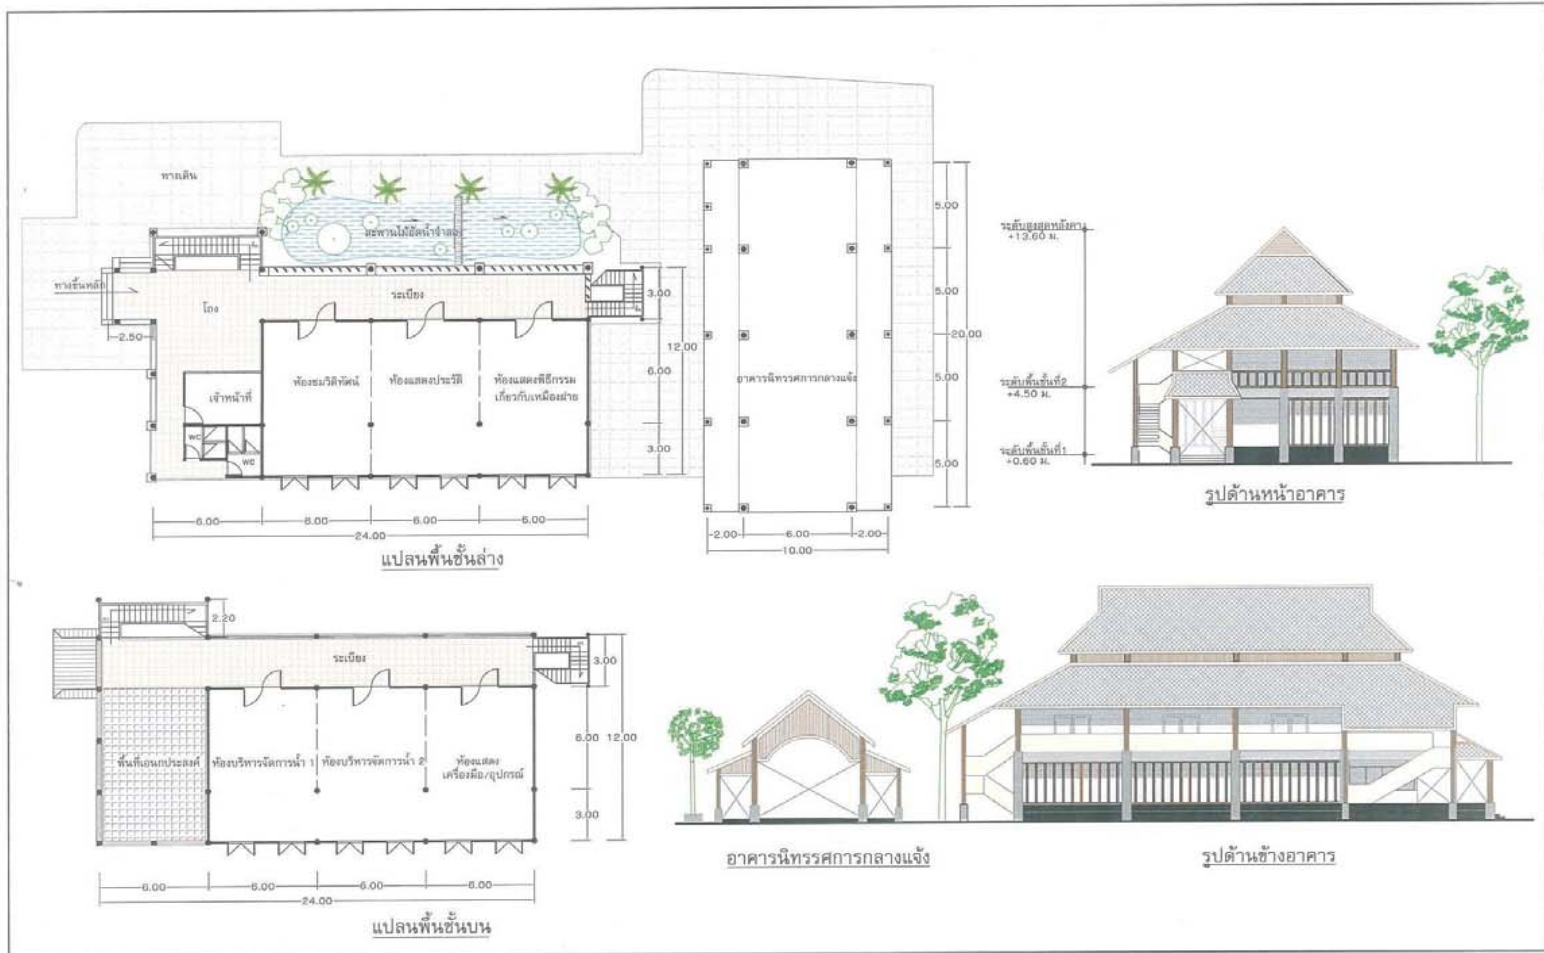 ทางเดิน
สะพานไม้อัดน้ำจำลอง
ทางขึ้นหลัก
โถง
ระเบียง
3.00
2.50
12.00
6.00
ห้องชมวิดิทัศน์
ห้องแสดงประวัติ
ห้องแสดงพิธีกรรม
เกี่ยวกับเหมืองฝาย
เจ้าหน้าที่
WC
WC
3.00
6.00
6.00
6.00
6.00
24.00
แปลนพื้นชั้นล่าง
5.00
5.00
20.00
5.00
5.00
อาคารนิทรรศการกลางแจ้ง
2.00
6.00
2.00
10.00
ระดับสูงสุดหลังคา
+13.60 ม.
ระดับพื้นชั้นที่2
+4.50 ม.
ระดับพื้นชั้นที่1
+0.60 ม.
รูปด้านหน้าอาคาร
2.20
ระเบียง
3.00
6.00
12.00
พื้นที่เอนกประสงค์
ห้องบริหารจัดการน้ำ 1
ห้องบริหารจัดการน้ำ 2
ห้องแสดง
เครื่องมือ/อุปกรณ์
3.00
6.00
6.00
6.00
6.00
24.00
แปลนพื้นชั้นบน
อาคารนิทรรศการกลางแจ้ง
รูปด้านข้างอาคาร